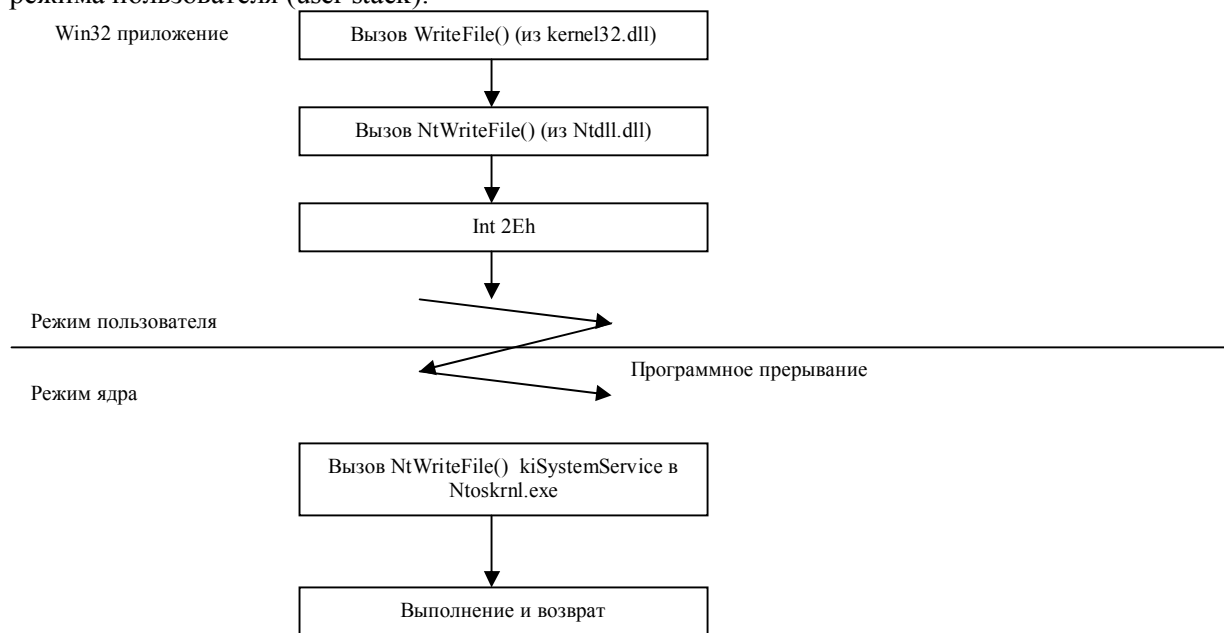 режима пользователя (user stack).
Win32 приложение
Вызов WriteFile() (из kernel32.dll)
Вызов NtWriteFile() (из Ntdll.dll)
Int 2Eh
Режим пользователя
Программное прерывание
Режим ядра
Вызов NtWriteFile() kiSystemService в
Ntoskrnl.exe
Выполнение и возврат